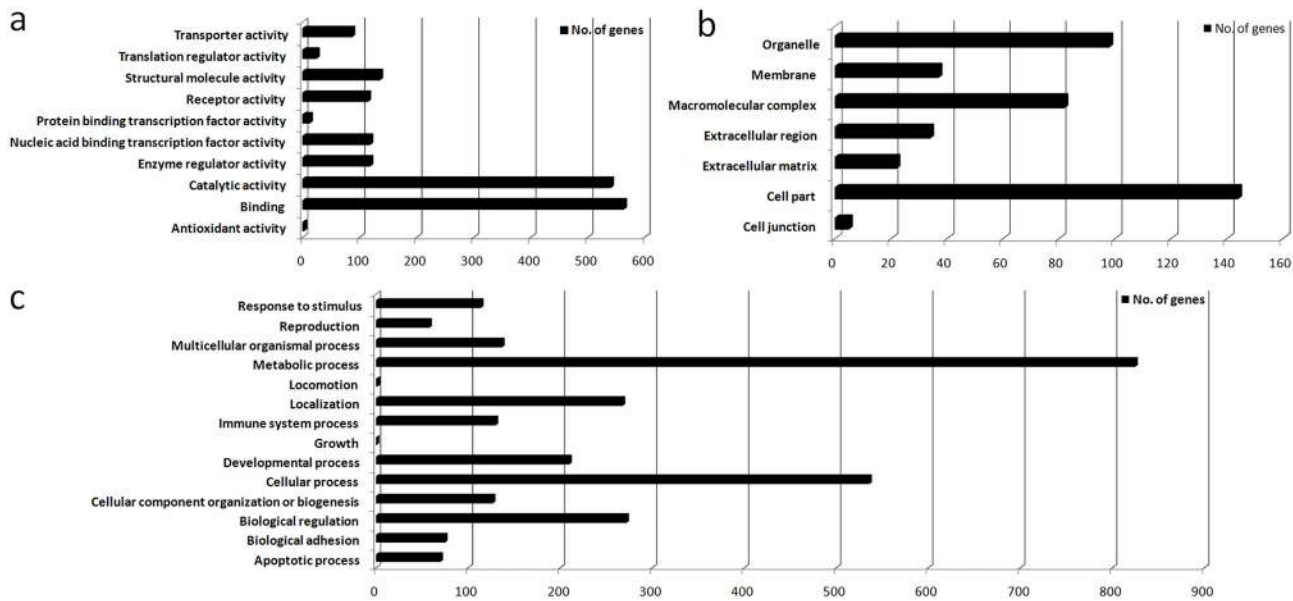 a
No. of genes
Transporter activity
Translation regulator activity
Structural molecule activity
Receptor activity
Protein binding transcription factor activity
Nucleic acid binding transcription factor activity
Enzyme regulator activity
Catalytic activity
Binding
Antioxidant activity
0 100 200 300 400 500 600
b
No. of genes
Organelle
Membrane
Macromolecular complex
Extracellular region
Extracellular matrix
Cell part
Cell junction
0 20 40 60 80 100 120 140 160
c
No. of genes
Response to stimulus
Reproduction
Multicellular organismal process
Metabolic process
Locomotion
Localization
Immune system process
Growth
Developmental process
Cellular process
Cellular component organization or biogenesis
Biological regulation
Biological adhesion
Apoptotic process
0 100 200 300 400 500 600 700 800 900